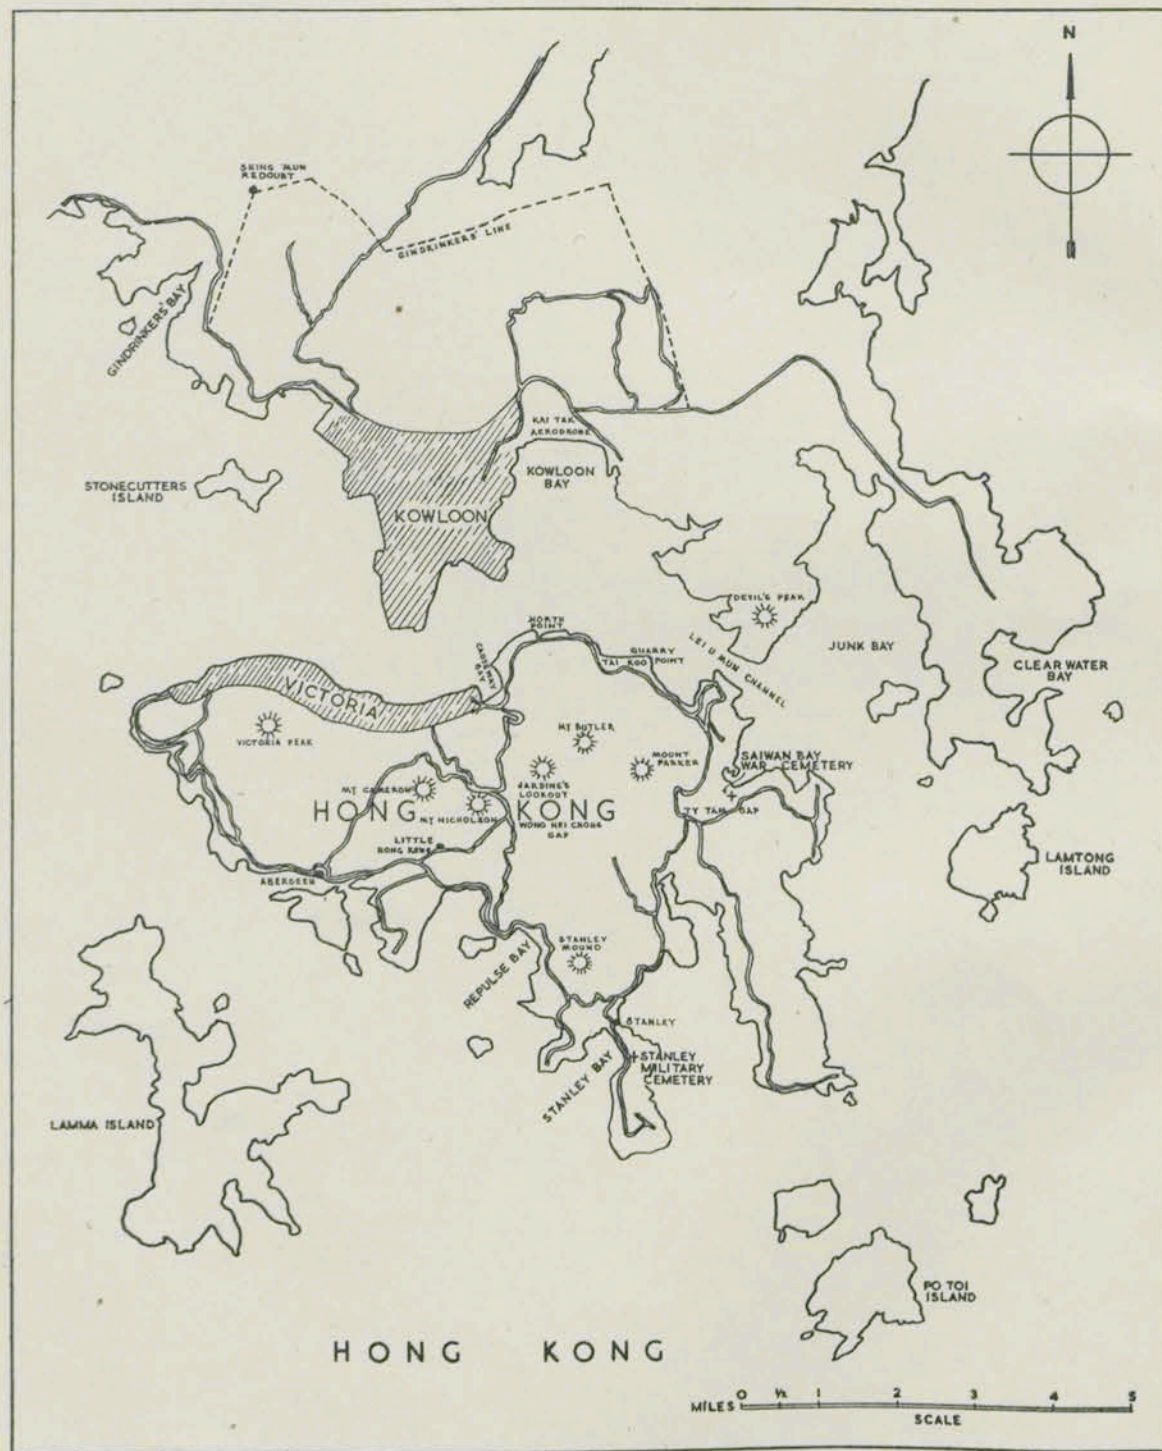 N
SHING MUN
REDOUBT
GINDRINKERS' LINE
GINDRINKERS' BAY
KAI TAK
AERODROME
KOWLOON
BAY
STONECUTTERS
ISLAND
KOWLOON
DEVIL'S PEAK
NORTH
POINT
CAUSEWAY
BAY
TAI KOO
QUARRY
POINT
LEI U MUN CHANNEL
JUNK BAY
CLEAR WATER
BAY
VICTORIA
VICTORIA PEAK
MT BUTLER
MOUNT
PARKER
SAIWAN BAY
WAR CEMETERY
JARDINE'S
LOOKOUT
MT CAMERON
MT NICHOLSON
HONG KONG
WONG NEI CHONG
GAP
TY TAM GAP
LITTLE
HONG KONG
ABERDEEN
LAMTONG
ISLAND
STANLEY
MOUND
REPULSE BAY
STANLEY
STANLEY
MILITARY
CEMETERY
STANLEY BAY
LAMMA ISLAND
PO TOI
ISLAND
HONG KONG
MILES 0 ½ 1 2 3 4 5
SCALE